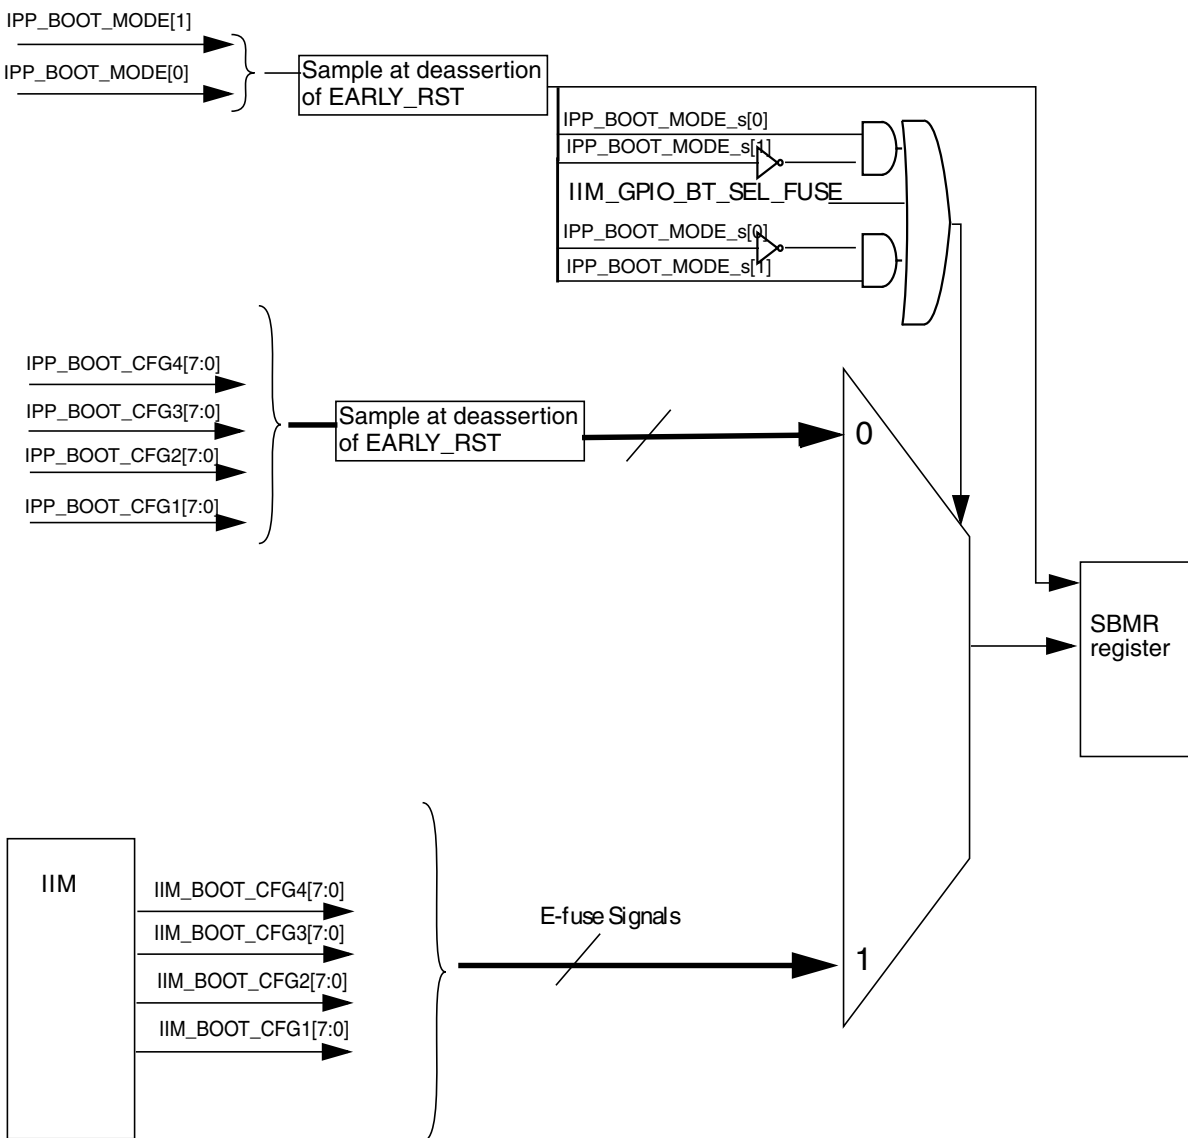 IPP_BOOT_MODE[1]
IPP_BOOT_MODE[0]
Sample at deassertion
of EARLY_RST
IPP_BOOT_MODE_s[0]
IPP_BOOT_MODE_s[1]
IIM_GPIO_BT_SEL_FUSE
IPP_BOOT_MODE_s[0]
IPP_BOOT_MODE_s[1]
IPP_BOOT_CFG4[7:0]
IPP_BOOT_CFG3[7:0]
IPP_BOOT_CFG2[7:0]
IPP_BOOT_CFG1[7:0]
Sample at deassertion
of EARLY_RST
0
SBMR
register
IIM
IIM_BOOT_CFG4[7:0]
IIM_BOOT_CFG3[7:0]
IIM_BOOT_CFG2[7:0]
IIM_BOOT_CFG1[7:0]
E-fuse Signals
1